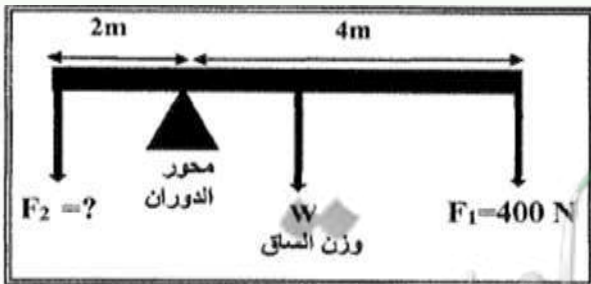 2m 4m
محور
الدوران
F₂ =? W F₁=400 N
وزن الساق